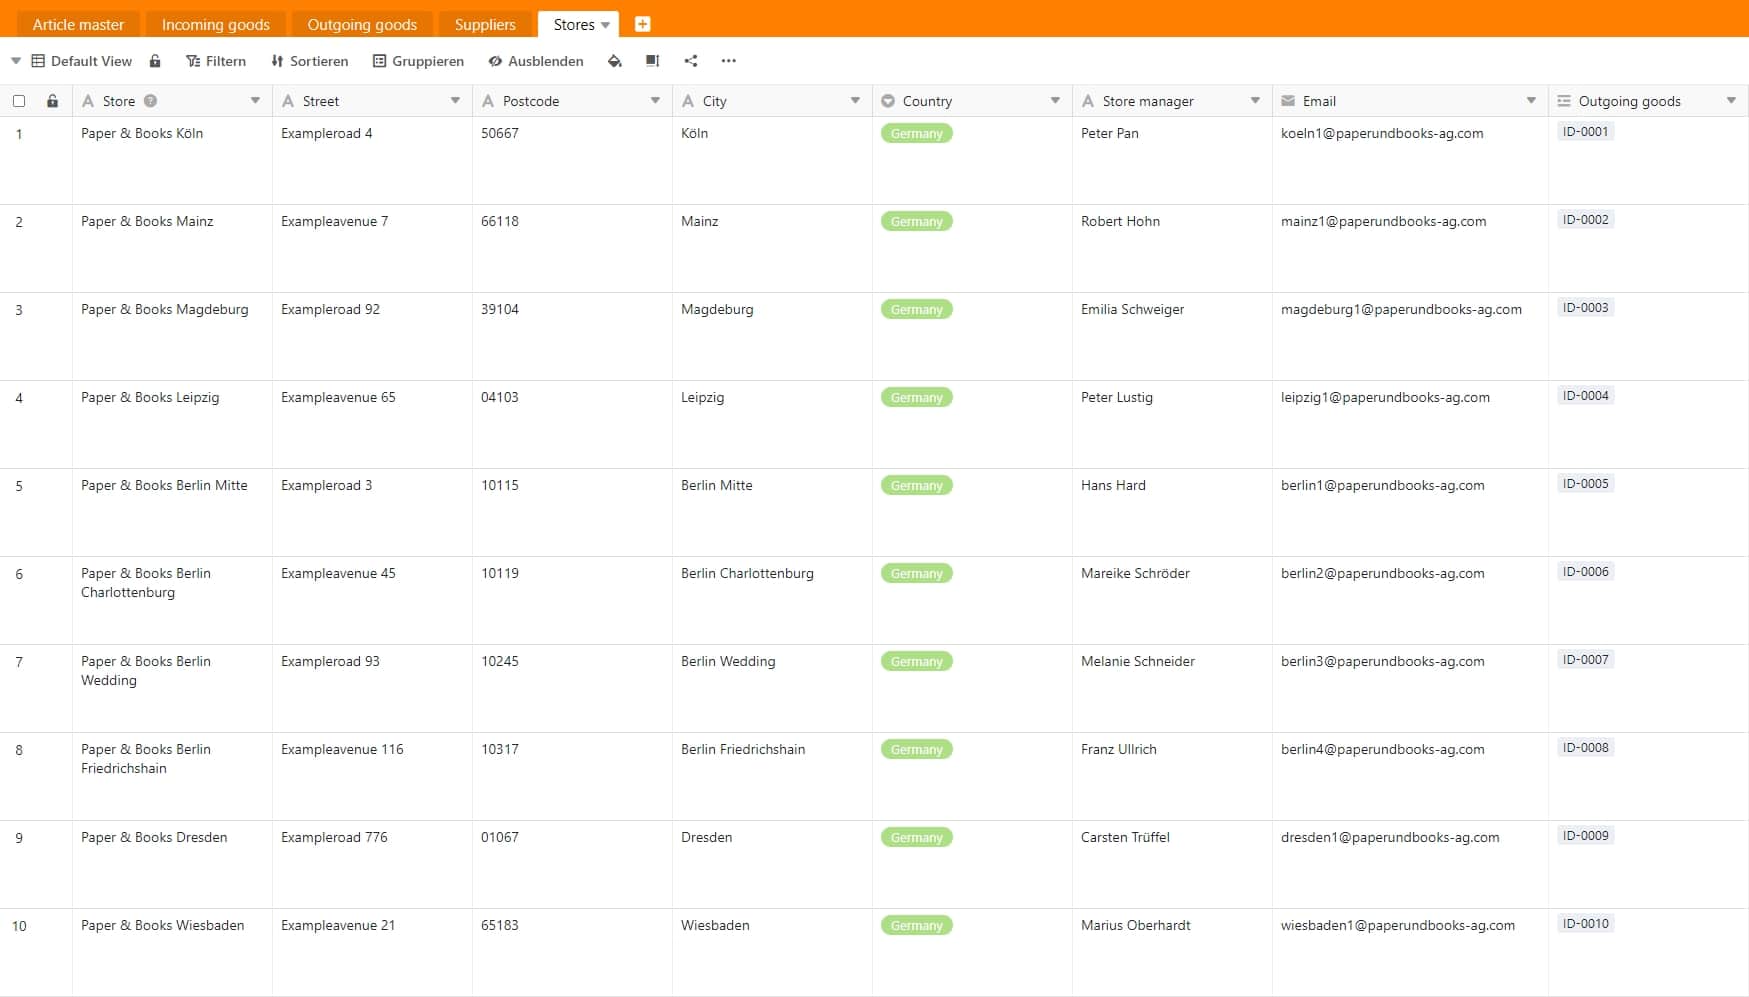 Article master Incoming goods Outgoing goods Suppliers Stores
Default View Filtern Sortieren Gruppieren Ausblenden
Store Street Postcode City Country Store manager Email Outgoing goods
1 Paper & Books Köln Exampleroad 4 50667 Köln Germany Peter Pan koeln1@paperundbooks-ag.com ID-0001
2 Paper & Books Mainz Exampleavenue 7 66118 Mainz Germany Robert Hohn mainz1@paperundbooks-ag.com ID-0002
3 Paper & Books Magdeburg Exampleroad 92 39104 Magdeburg Germany Emilia Schweiger magdeburg1@paperundbooks-ag.com ID-0003
4 Paper & Books Leipzig Exampleavenue 65 04103 Leipzig Germany Peter Lustig leipzig1@paperundbooks-ag.com ID-0004
5 Paper & Books Berlin Mitte Exampleroad 3 10115 Berlin Mitte Germany Hans Hard berlin1@paperundbooks-ag.com ID-0005
6 Paper & Books Berlin Exampleavenue 45 10119 Berlin Charlottenburg Germany Mareike Schröder berlin2@paperundbooks-ag.com ID-0006
Charlottenburg
7 Paper & Books Berlin Exampleroad 93 10245 Berlin Wedding Germany Melanie Schneider berlin3@paperundbooks-ag.com ID-0007
Wedding
8 Paper & Books Berlin Exampleavenue 116 10317 Berlin Friedrichshain Germany Franz Ullrich berlin4@paperundbooks-ag.com ID-0008
Friedrichshain
9 Paper & Books Dresden Exampleroad 776 01067 Dresden Germany Carsten Trüffel dresden1@paperundbooks-ag.com ID-0009
10 Paper & Books Wiesbaden Exampleavenue 21 65183 Wiesbaden Germany Marius Oberhardt wiesbaden1@paperundbooks-ag.com ID-0010